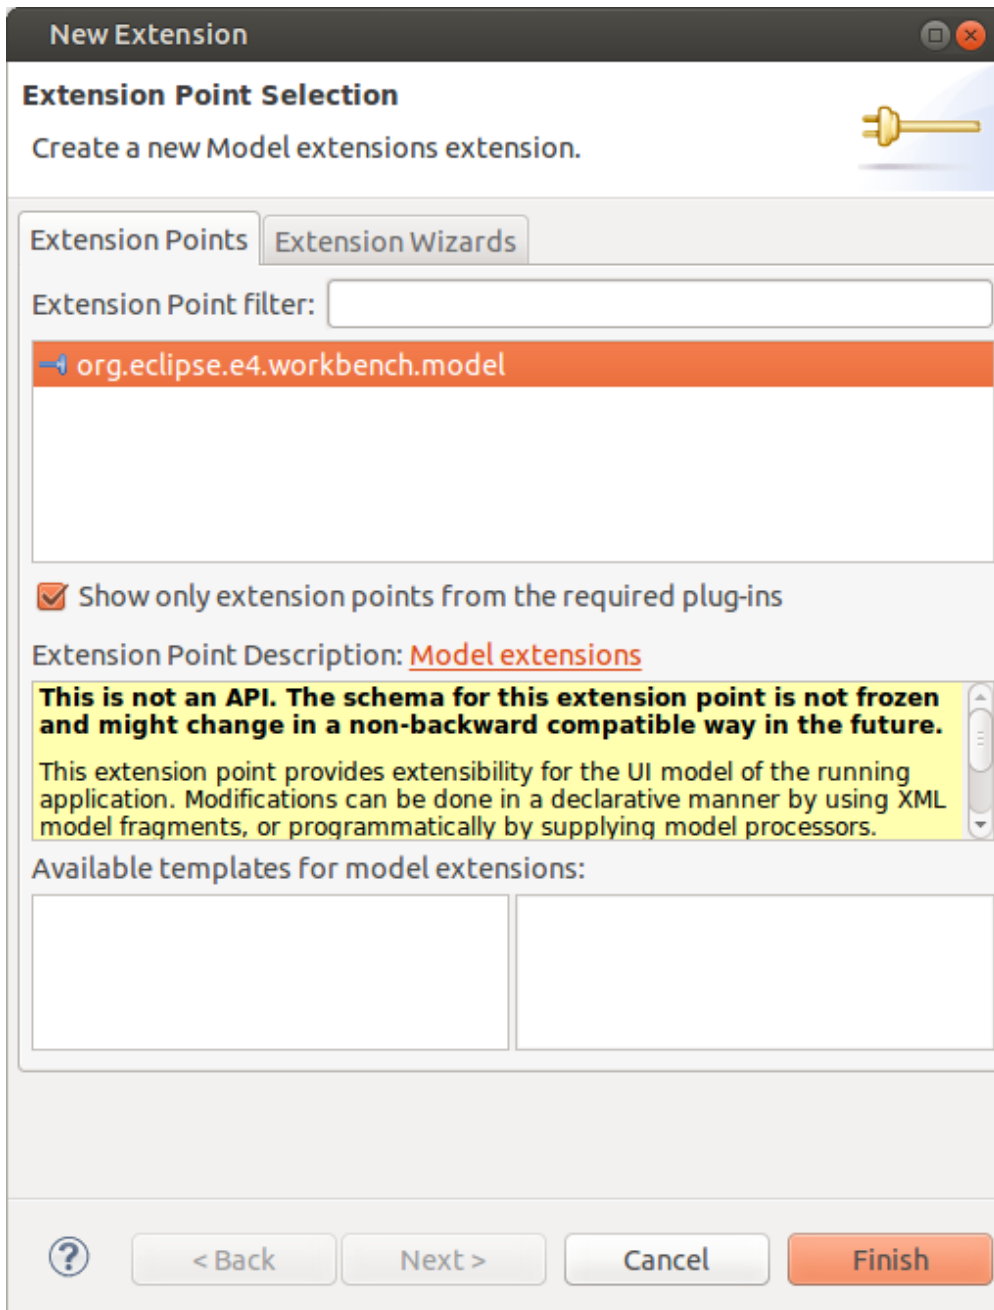 New Extension
Extension Point Selection
Create a new Model extensions extension.
Extension Points
Extension Wizards
Extension Point filter:
org.eclipse.e4.workbench.model
Show only extension points from the required plug-ins
Extension Point Description: Model extensions
This is not an API. The schema for this extension point is not frozen
and might change in a non-backward compatible way in the future.
This extension point provides extensibility for the UI model of the running
application. Modifications can be done in a declarative manner by using XML
model fragments, or programmatically by supplying model processors.
Available templates for model extensions:
?
< Back
Next >
Cancel
Finish